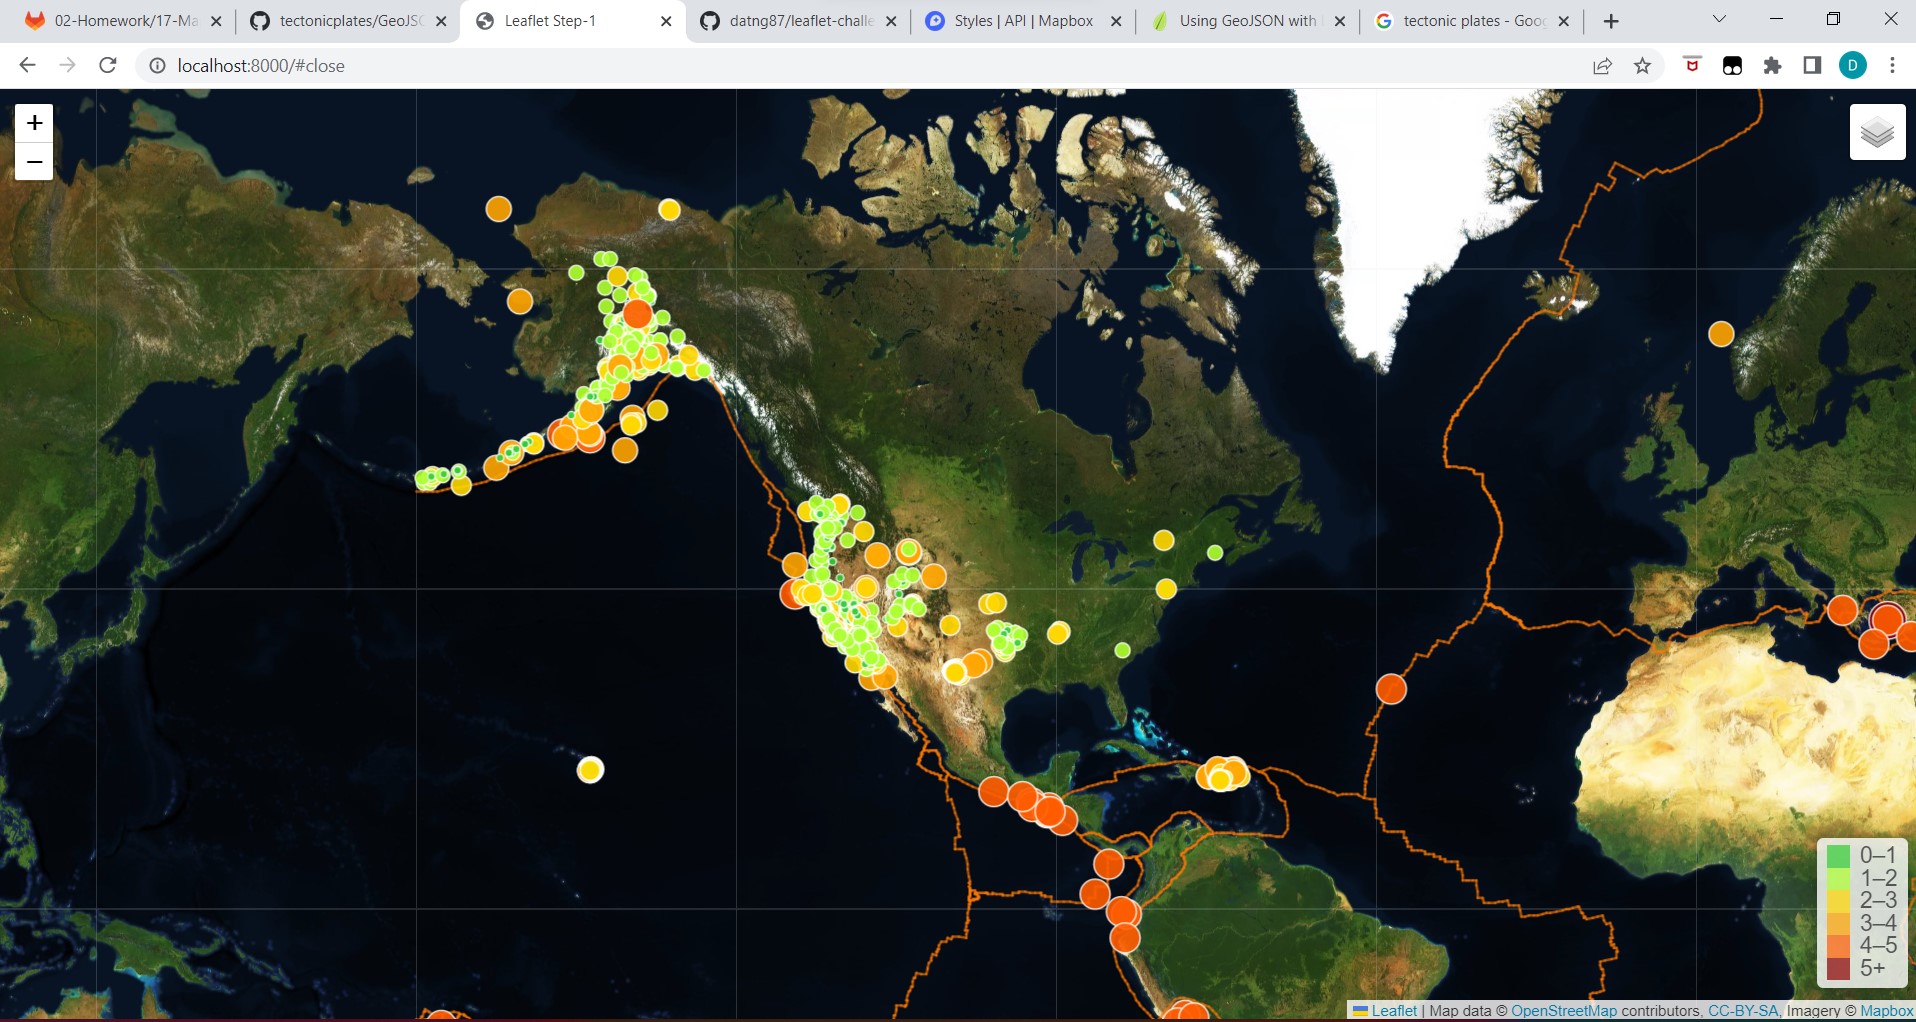 02-Homework/17-Ma
tectonicplates/GeoJSO
Leaflet Step-1
datng87/leaflet-challe
Styles | API | Mapbox
Using GeoJSON with
tectonic plates - Goog
localhost:8000/#close
D
+
−
0–1
1–2
2–3
3–4
4–5
5+
Leaflet | Map data © OpenStreetMap contributors, CC-BY-SA, Imagery © Mapbox